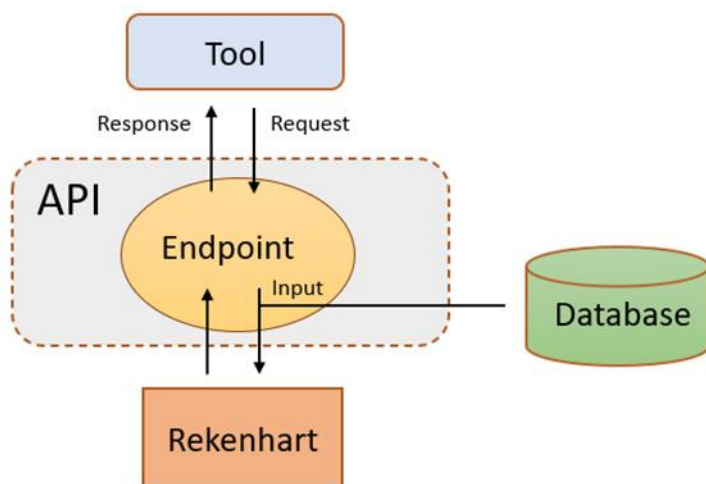 Tool
Response
Request
API
Endpoint
Input
Database
Rekenhart